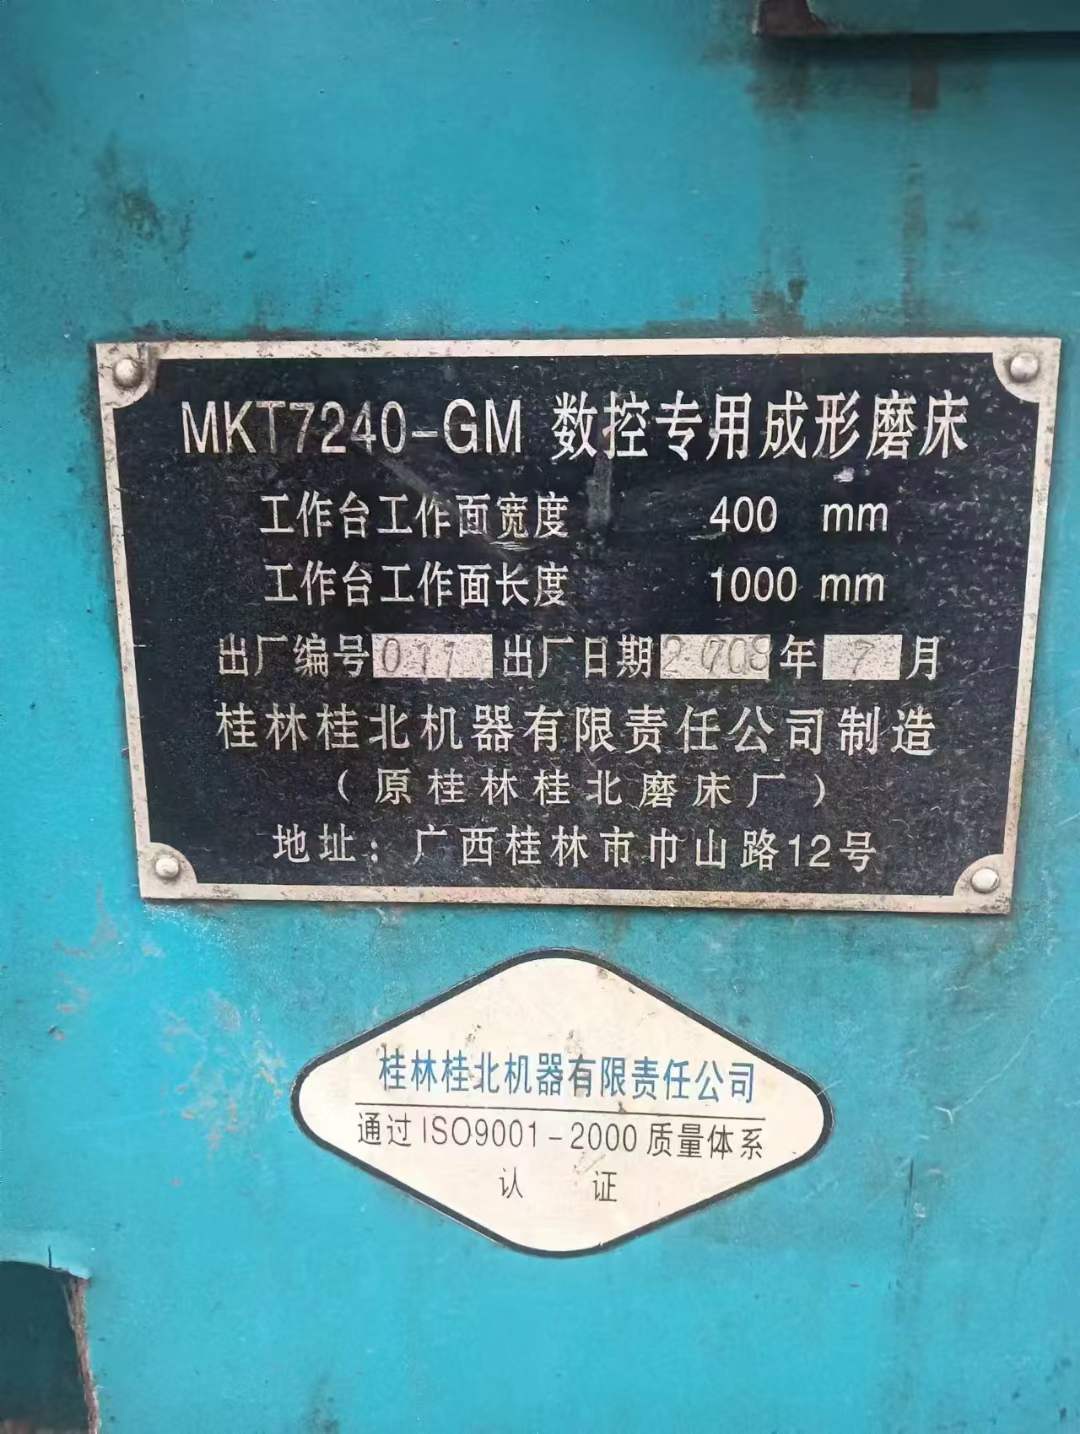 MKT7240-GM 数控专用成形磨床
工作台工作面宽度 400 mm
工作台工作面长度 1000 mm
出厂编号 011 出厂日期 2008年 7 月
桂林桂北机器有限责任公司制造
（原桂林桂北磨床厂）
地址：广西桂林市巾山路12号
桂林桂北机器有限责任公司
通过ISO9001-2000质量体系
认 证